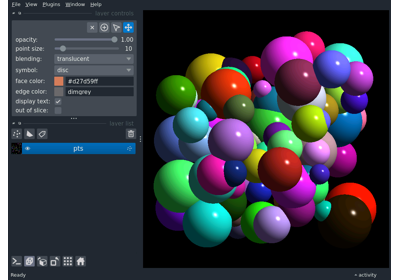 File View Plugins Window Help
layer controls
opacity: 1.00
point size: 10
blending: translucent
symbol: disc
face color: #d27d59ff
edge color: dimgrey
display text: ✓
out of slice:
layer list
pts
Ready
activity